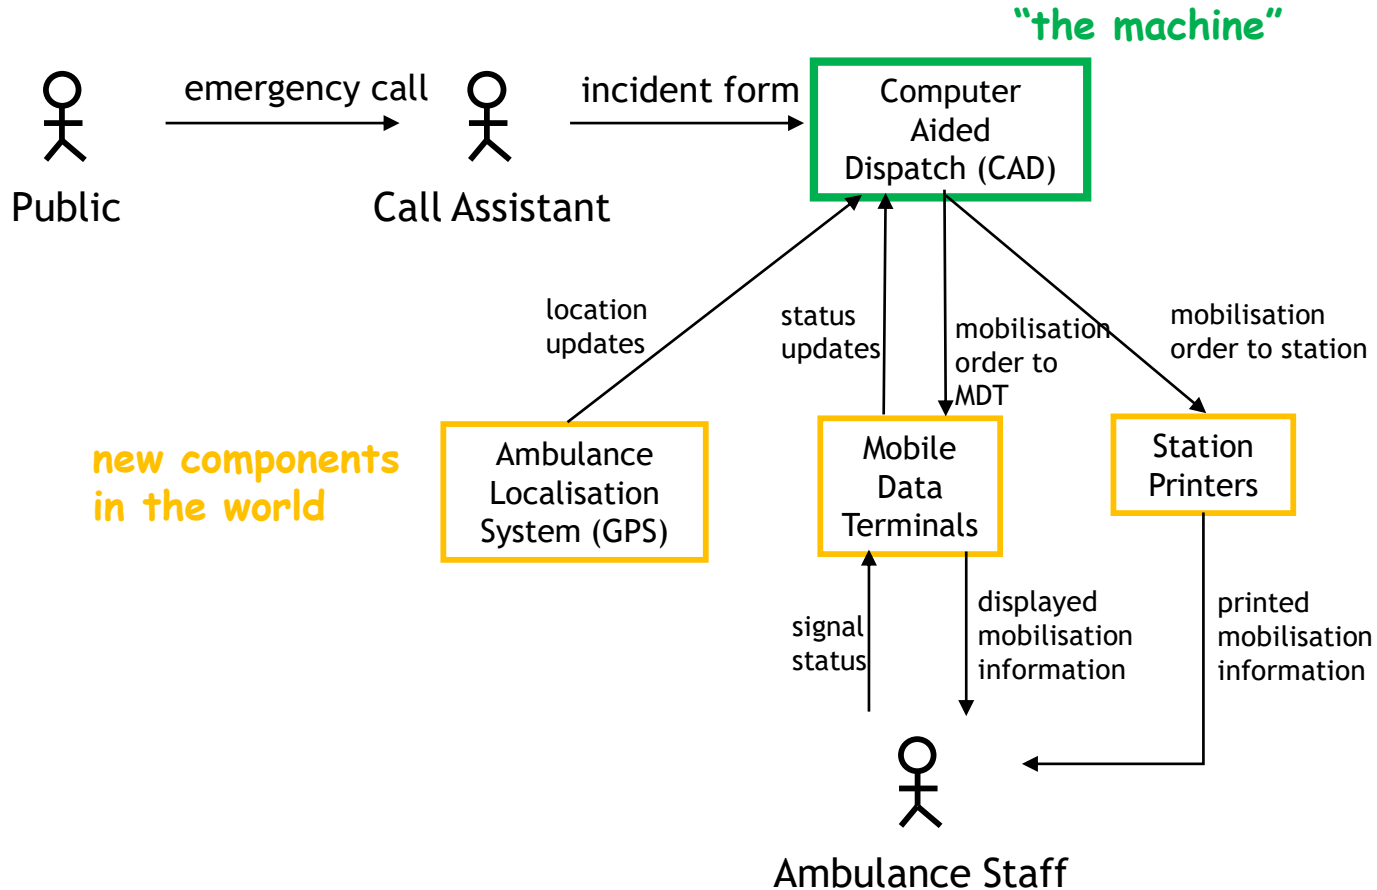 “the machine”
emergency call
incident form
Computer
Aided
Dispatch (CAD)
Public
Call Assistant
location
updates
status
updates
mobilisation
order to
MDT
mobilisation
order to station
new components
in the world
Ambulance
Localisation
System (GPS)
Mobile
Data
Terminals
Station
Printers
signal
status
displayed
mobilisation
information
printed
mobilisation
information
Ambulance Staff